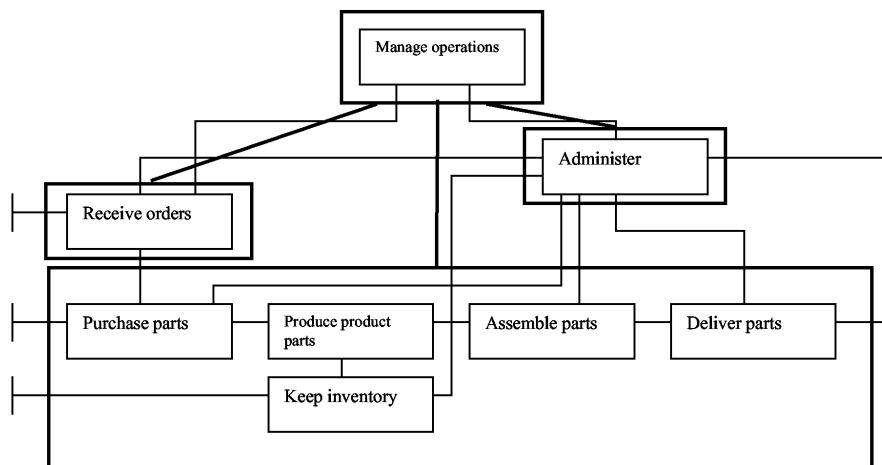 Manage operations
Administer
Receive orders
Purchase parts
Produce product
parts
Assemble parts
Deliver parts
Keep inventory